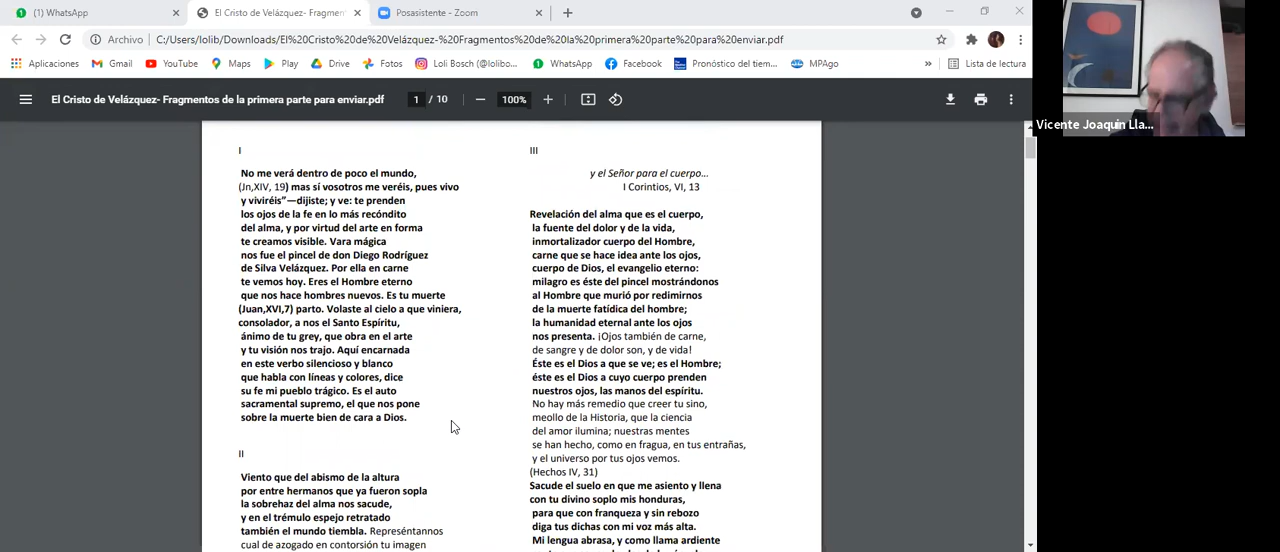 (1) WhatsApp
El Cristo de Velázquez- Fragment
Posasistente - Zoom
Archivo
C:/Users/lolib/Downloads/El%20Cristo%20de%20Velázquez-%20Fragmentos%20de%20la%20primera%20parte%20para%20enviar.pdf
Aplicaciones
Gmail
YouTube
Maps
Play
Drive
Fotos
Loli Bosch (@lolibo...
WhatsApp
Facebook
Pronóstico del tiem...
MPAgo
»
Lista de lectura
El Cristo de Velázquez- Fragmentos de la primera parte para enviar.pdf
1 / 10
100%
Vicente Joaquin Lla...
I
No me verá dentro de poco el mundo,
(Jn,XIV, 19) mas sí vosotros me veréis, pues vivo
y viviréis”—dijiste; y ve: te prenden
los ojos de la fe en lo más recóndito
del alma, y por virtud del arte en forma
te creamos visible. Vara mágica
nos fue el pincel de don Diego Rodríguez
de Silva Velázquez. Por ella en carne
te vemos hoy. Eres el Hombre eterno
que nos hace hombres nuevos. Es tu muerte
(Juan,XVI,7) parto. Volaste al cielo a que viniera,
consolador, a nos el Santo Espíritu,
ánimo de tu grey, que obra en el arte
y tu visión nos trajo. Aquí encarnada
en este verbo silencioso y blanco
que habla con líneas y colores, dice
su fe mi pueblo trágico. Es el auto
sacramental supremo, el que nos pone
sobre la muerte bien de cara a Dios.
II
Viento que del abismo de la altura
por entre hermanos que ya fueron sopla
la sobrehaz del alma nos sacude,
y en el trémulo espejo retratado
también el mundo tiembla. Represéntannos
cual de azogado en contorsión tu imagen
III
y el Señor para el cuerpo…
I Corintios, VI, 13
Revelación del alma que es el cuerpo,
la fuente del dolor y de la vida,
inmortalizador cuerpo del Hombre,
carne que se hace idea ante los ojos,
cuerpo de Dios, el evangelio eterno:
milagro es éste del pincel mostrándonos
al Hombre que murió por redimirnos
de la muerte fatídica del hombre;
la humanidad eternal ante los ojos
nos presenta. ¡Ojos también de carne,
de sangre y de dolor son, y de vida!
Éste es el Dios a que se ve; es el Hombre;
éste es el Dios a cuyo cuerpo prenden
nuestros ojos, las manos del espíritu.
No hay más remedio que creer tu sino,
meollo de la Historia, que la ciencia
del amor ilumina; nuestras mentes
se han hecho, como en fragua, en tus entrañas,
y el universo por tus ojos vemos.
(Hechos IV, 31)
Sacude el suelo en que me asiento y llena
con tu divino soplo mis honduras,
para que con franqueza y sin rebozo
diga tus dichas con mi voz más alta.
Mi lengua abrasa, y como llama ardiente